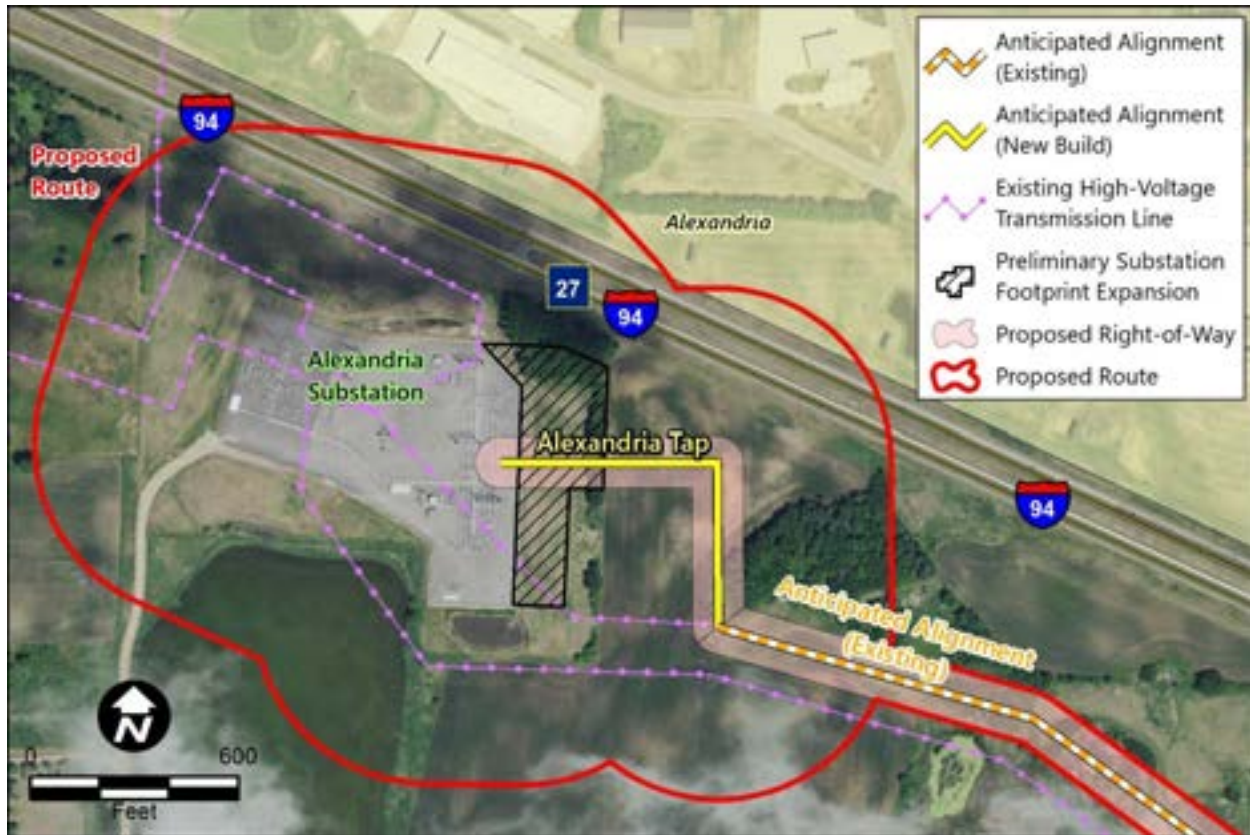 94
Proposed
Route
Alexandria
27
94
Alexandria
Substation
Alexandria Tap
94
Anticipated Alignment
(Existing)
N
0
600
Feet
Anticipated Alignment
(Existing)
Anticipated Alignment
(New Build)
Existing High-Voltage
Transmission Line
Preliminary Substation
Footprint Expansion
Proposed Right-of-Way
Proposed Route